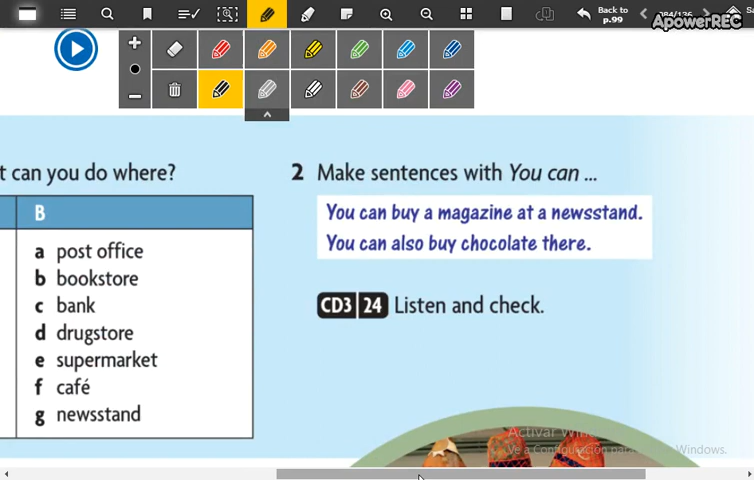 Back to
p.99
ApowerREC
t can you do where?
B
a post office
b bookstore
c bank
d drugstore
e supermarket
f café
g newsstand
2 Make sentences with You can ...
You can buy a magazine at a newsstand.
You can also buy chocolate there.
CD3 24 Listen and check.